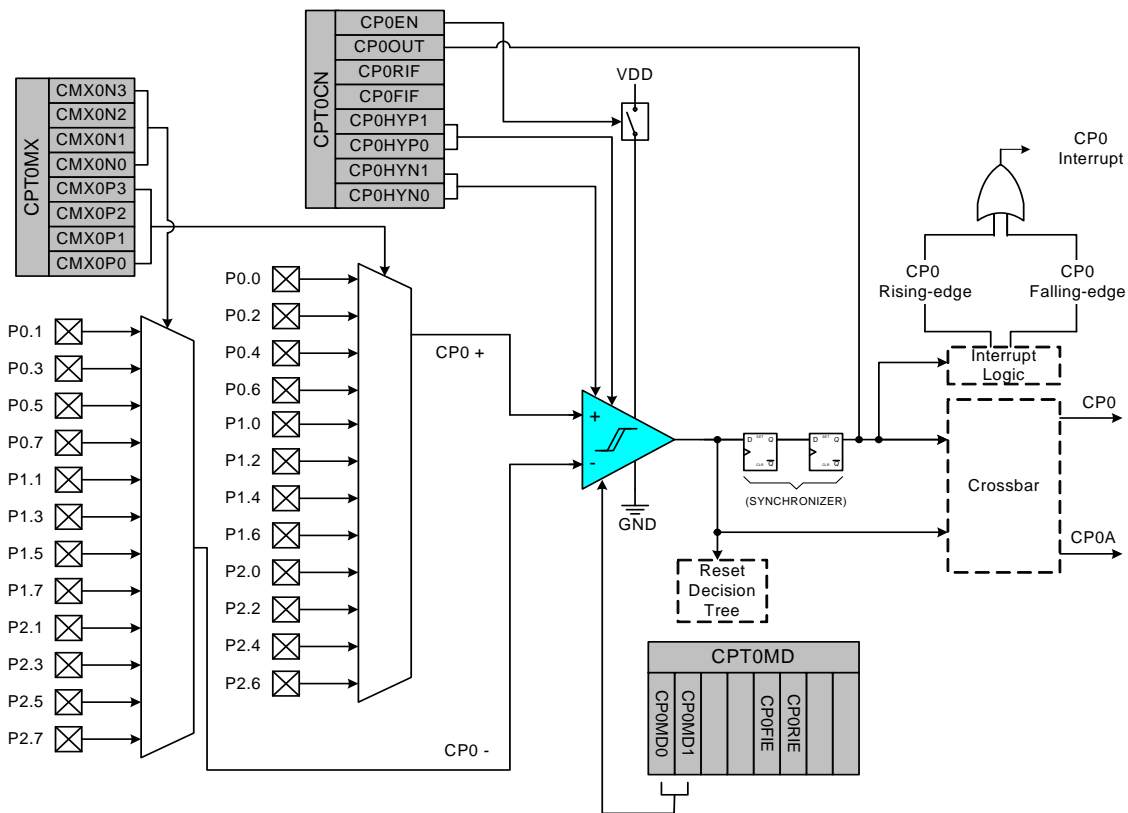 CPT0MX
CMX0N3
CMX0N2
CMX0N1
CMX0N0
CMX0P3
CMX0P2
CMX0P1
CMX0P0
CPT0CN
CP0EN
CP0OUT
CP0RIF
CP0FIF
CP0HYP1
CP0HYP0
CP0HYN1
CP0HYN0
VDD
GND
P0.1
P0.3
P0.5
P0.7
P1.1
P1.3
P1.5
P1.7
P2.1
P2.3
P2.5
P2.7
P0.0
P0.2
P0.4
P0.6
P1.0
P1.2
P1.4
P1.6
P2.0
P2.2
P2.4
P2.6
CP0 +
CP0 -
+
-
D SET Q
CLR Q
D SET Q
CLR Q
(SYNCHRONIZER)
Reset
Decision
Tree
CP0
Interrupt
CP0
Rising-edge
CP0
Falling-edge
Interrupt
Logic
Crossbar
CP0
CP0A
CPT0MD
CP0MD0
CP0MD1
CP0FIE
CP0RIE